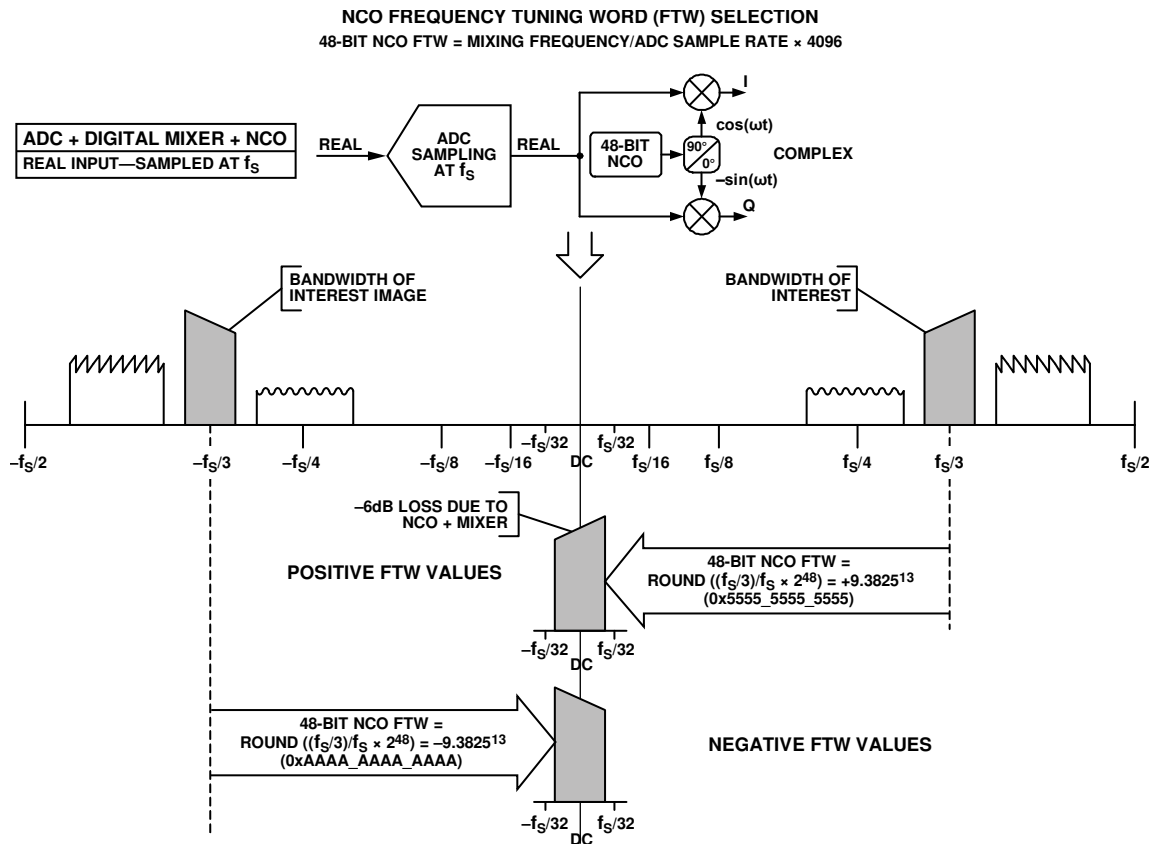 NCO FREQUENCY TUNING WORD (FTW) SELECTION
48-BIT NCO FTW = MIXING FREQUENCY/ADC SAMPLE RATE × 4096
ADC + DIGITAL MIXER + NCO
REAL INPUT—SAMPLED AT fS
REAL
ADC
SAMPLING
AT fS
REAL
48-BIT
NCO
90°
0°
I
cos(ωt)
COMPLEX
–sin(ωt)
Q
BANDWIDTH OF
INTEREST IMAGE
BANDWIDTH OF
INTEREST
–fS/2
–fS/3
–fS/4
–fS/8
–fS/16
–fS/32
DC
fS/32
fS/16
fS/8
fS/4
fS/3
fS/2
–6dB LOSS DUE TO
NCO + MIXER
POSITIVE FTW VALUES
48-BIT NCO FTW =
ROUND ((fS/3)/fS × 2^48) = +9.3825^13
(0x5555_5555_5555)
–fS/32
DC
fS/32
48-BIT NCO FTW =
ROUND ((fS/3)/fS × 2^48) = –9.3825^13
(0xAAAA_AAAA_AAAA)
NEGATIVE FTW VALUES
–fS/32
DC
fS/32